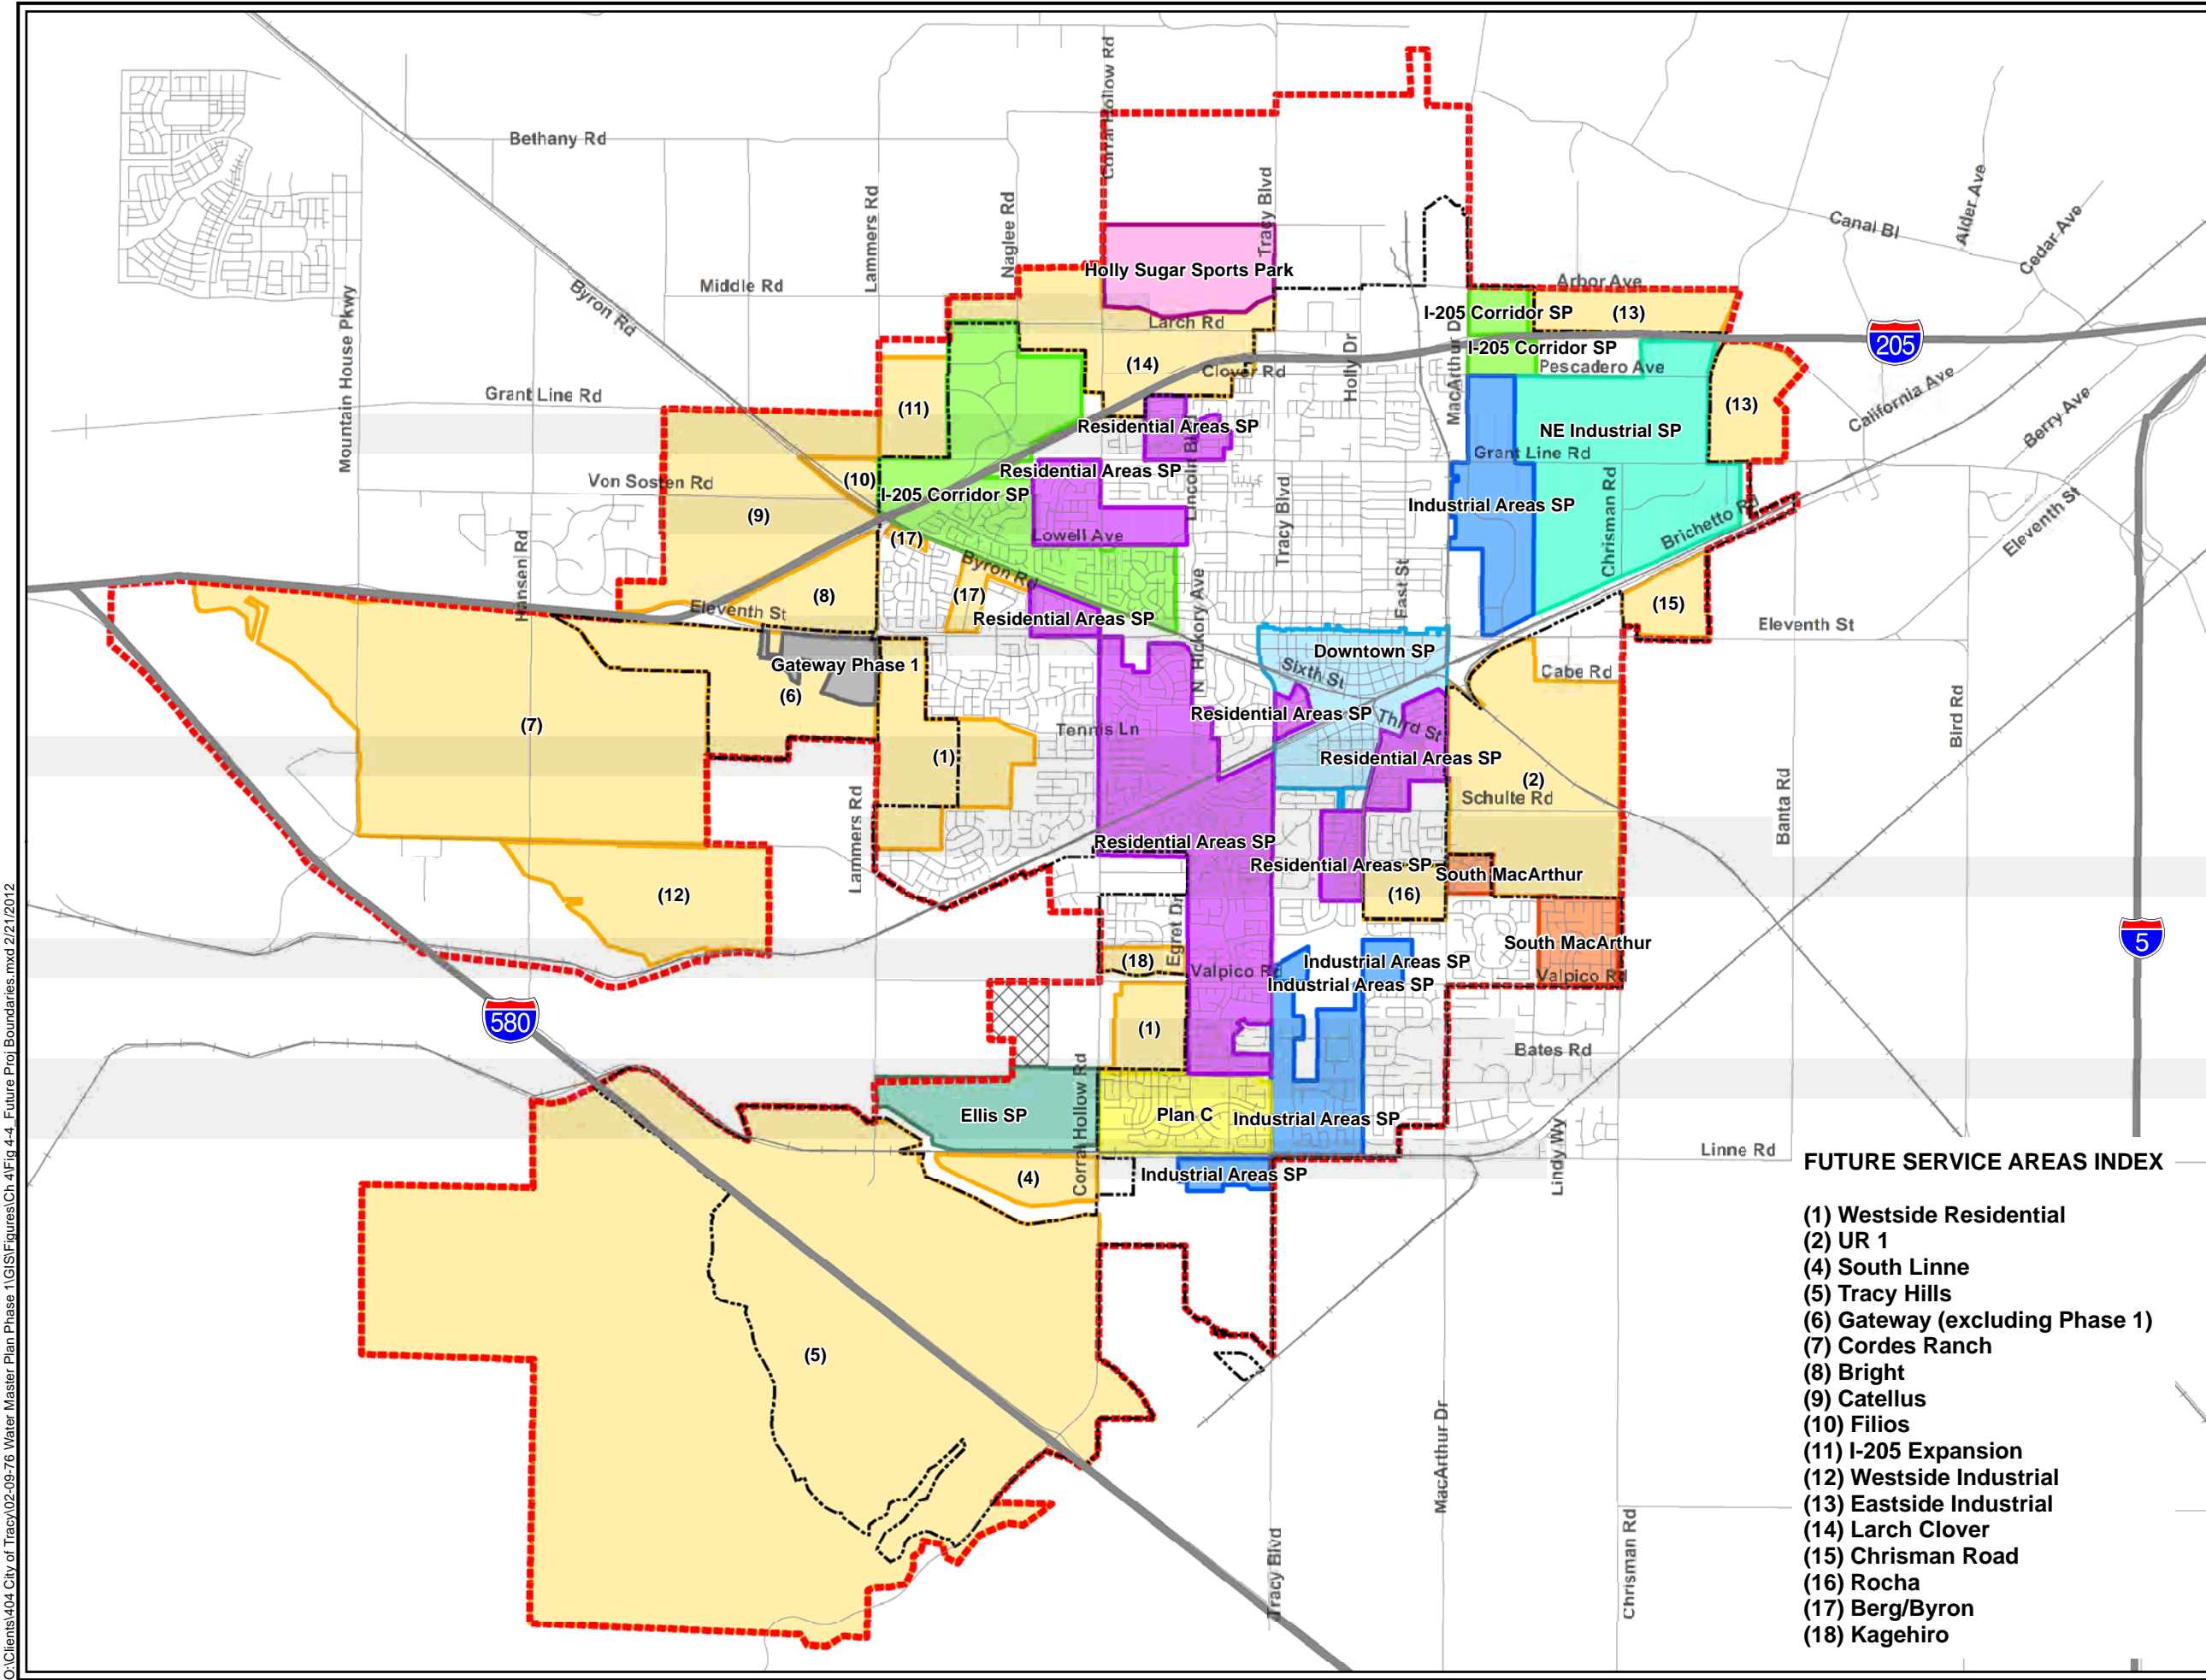 Corral Hollow Rd
Bethany Rd
Lammers Rd
Naglee Rd
Tracy Blvd
Canal Bl
Alder Ave
Cedar Ave
Holly Sugar Sports Park
Middle Rd
Byron Rd
Mountain House Pkwy
Arbor Ave
I-205 Corridor SP
(13)
Larch Rd
Holly Dr
MacArthur D
205
I-205 Corridor SP
(14)
Clover Rd
Pescadero Ave
Grant Line Rd
(11)
California Ave
Berry Ave
(13)
Residential Areas SP
NE Industrial SP
Grant Line Rd
Residential Areas SP
Lincoln Bl
Von Sosten Rd
(10)
I-205 Corridor SP
Tracy Blvd
Industrial Areas SP
Chrisman Rd
Brichetto Rd
Eleventh St
(9)
(17)
Lowell Ave
Hansen Rd
Byron Rd
(8)
(17)
Eleventh St
Residential Areas SP
N Hickory Ave
East St
(15)
Eleventh St
Gateway Phase 1
(6)
Downtown SP
Sixth St
Cabe Rd
Residential Areas SP
Third St
Bird Rd
(7)
Tennis Ln
(1)
Residential Areas SP
(2)
Schulte Rd
Banta Rd
Lammers Rd
Residential Areas SP
Residential Areas SP
South MacArthur
(12)
(16)
Egret Dr
South MacArthur
5
(18)
Valpico Rd
Industrial Areas SP
Industrial Areas SP
Valpico Rd
580
(1)
Bates Rd
Corral Hollow Rd
Ellis SP
Plan C
Industrial Areas SP
Linne Rd
Lindy Wy
(4)
Industrial Areas SP
(5)
MacArthur Dr
Tracy Blvd
Chrisman Rd
FUTURE SERVICE AREAS INDEX
(1) Westside Residential
(2) UR 1
(4) South Linne
(5) Tracy Hills
(6) Gateway (excluding Phase 1)
(7) Cordes Ranch
(8) Bright
(9) Catellus
(10) Filios
(11) I-205 Expansion
(12) Westside Industrial
(13) Eastside Industrial
(14) Larch Clover
(15) Chrisman Road
(16) Rocha
(17) Berg/Byron
(18) Kagehiro
O:\Clients\404 City of Tracy\02-09-76 Water Master Plan Phase 1\GIS\Figures\Ch 4\Fig 4-4_Future Proj Boundaries.mxd 2/21/2012